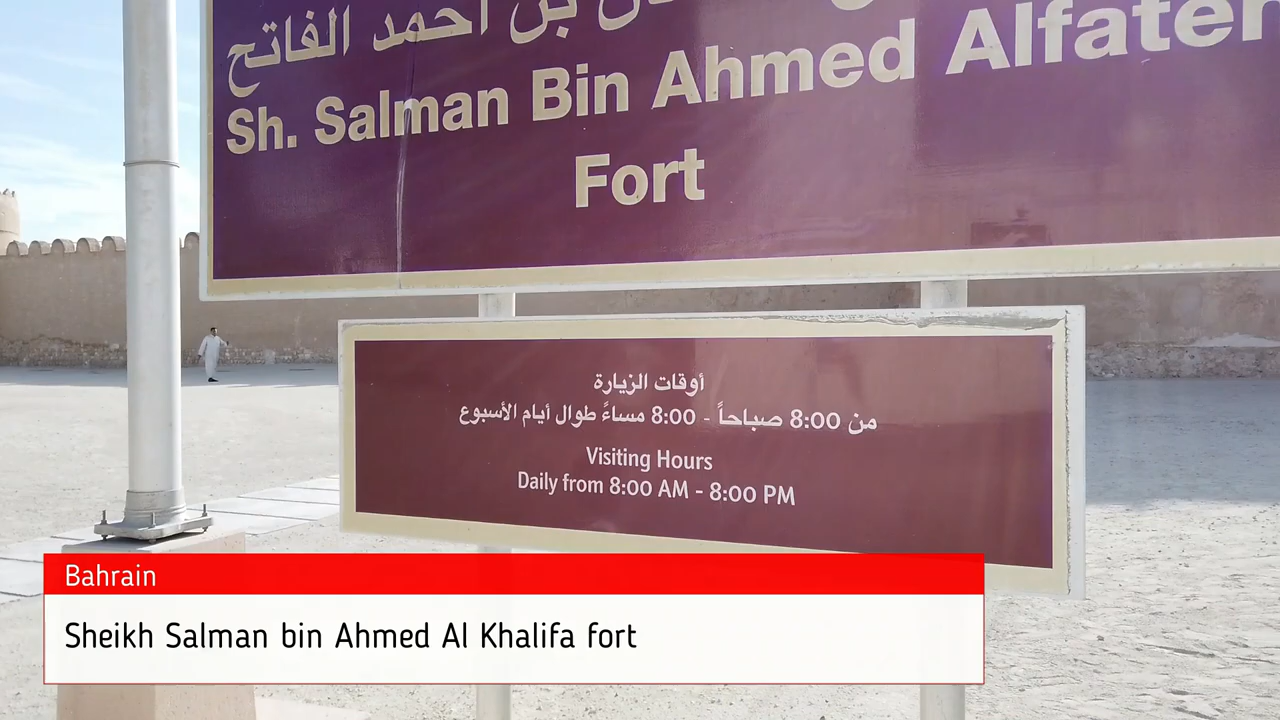 بن أحمد الفاتح
Sh. Salman Bin Ahmed Alfateh
Fort
أوقات الزيارة
من 8:00 صباحاً - 8:00 مساءً طوال أيام الأسبوع
Visiting Hours
Daily from 8:00 AM - 8:00 PM
Bahrain
Sheikh Salman bin Ahmed Al Khalifa fort